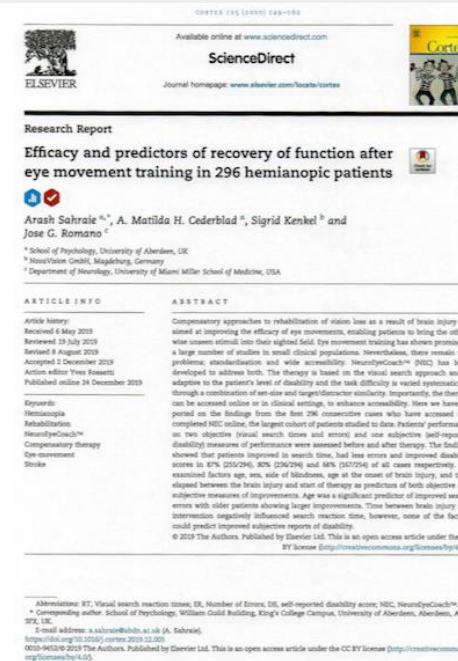 CORTEX 125 (2020) 149–160
Available online at www.sciencedirect.com
ScienceDirect
Journal homepage: www.elsevier.com/locate/cortex
ELSEVIER
Corte
Research Report
Efficacy and predictors of recovery of function after
eye movement training in 296 hemianopic patients
Check for updates
Arash Sahraie a,*, A. Matilda H. Cederblad a, Sigrid Kenkel b and
Jose G. Romano c
a School of Psychology, University of Aberdeen, UK
b NovaVision GmbH, Magdeburg, Germany
c Department of Neurology, University of Miami Miller School of Medicine, USA
ARTICLE INFO
Article history:
Received 6 May 2019
Reviewed 19 July 2019
Revised 8 August 2019
Accepted 2 December 2019
Action editor Yves Rossetti
Published online 24 December 2019
Keywords:
Hemianopia
Rehabilitation
NeuroEyeCoach™
Compensatory therapy
Eye-movement
Stroke
ABSTRACT
Compensatory approaches to rehabilitation of vision loss as a result of brain injury
aimed at improving the efficacy of eye movements, enabling patients to bring the oth
wise unseen stimuli into their sighted field. Eye movement training has shown promise
a large number of studies in small clinical populations. Nevertheless, there remain
problems; standardisation and wide accessibility. NeuroEyeCoach™ (NEC) has b
developed to address both. The therapy is based on the visual search approach an
adaptive to the patient's level of disability and the task difficulty is varied systematic
through a combination of set-size and target/distractor similarity. Importantly, the ther
can be accessed online or in clinical settings, to enhance accessibility. Here we have
ported on the findings from the first 296 consecutive cases who have accessed
completed NEC online, the largest cohort of patients studied to date. Patients' performa
on two objective (visual search times and errors) and one subjective (self-repor
disability) measures of performance were assessed before and after therapy. The findi
showed that patients improved in search time, had less errors and improved disab
scores in 87% (255/294), 80% (236/294) and 66% (167/254) of all cases respectively.
examined factors age, sex, side of blindness, age at the onset of brain injury, and t
elapsed between the brain injury and start of therapy as predictors of both objective
subjective measures of improvements. Age was a significant predictor of improved sea
errors with older patients showing larger improvements. Time between brain injury
intervention negatively influenced search reaction time, however, none of the fac
could predict improved subjective reports of disability.
© 2019 The Authors. Published by Elsevier Ltd. This is an open access article under the
BY license (http://creativecommons.org/licenses/by/4
Abbreviations: RT, Visual search reaction times; ER, Number of Errors; DS, self-reported disability score; NEC, NeuroEyeCoach™.
* Corresponding author. School of Psychology, William Guild Building, King's College Campus, University of Aberdeen, Aberdeen, A
3FX, UK.
E-mail address: a.sahraie@abdn.ac.uk (A. Sahraie).
https://doi.org/10.1016/j.cortex.2019.12.005
0010-9452/© 2019 The Authors. Published by Elsevier Ltd. This is an open access article under the CC BY license (http://creativecommo
org/licenses/by/4.0/).